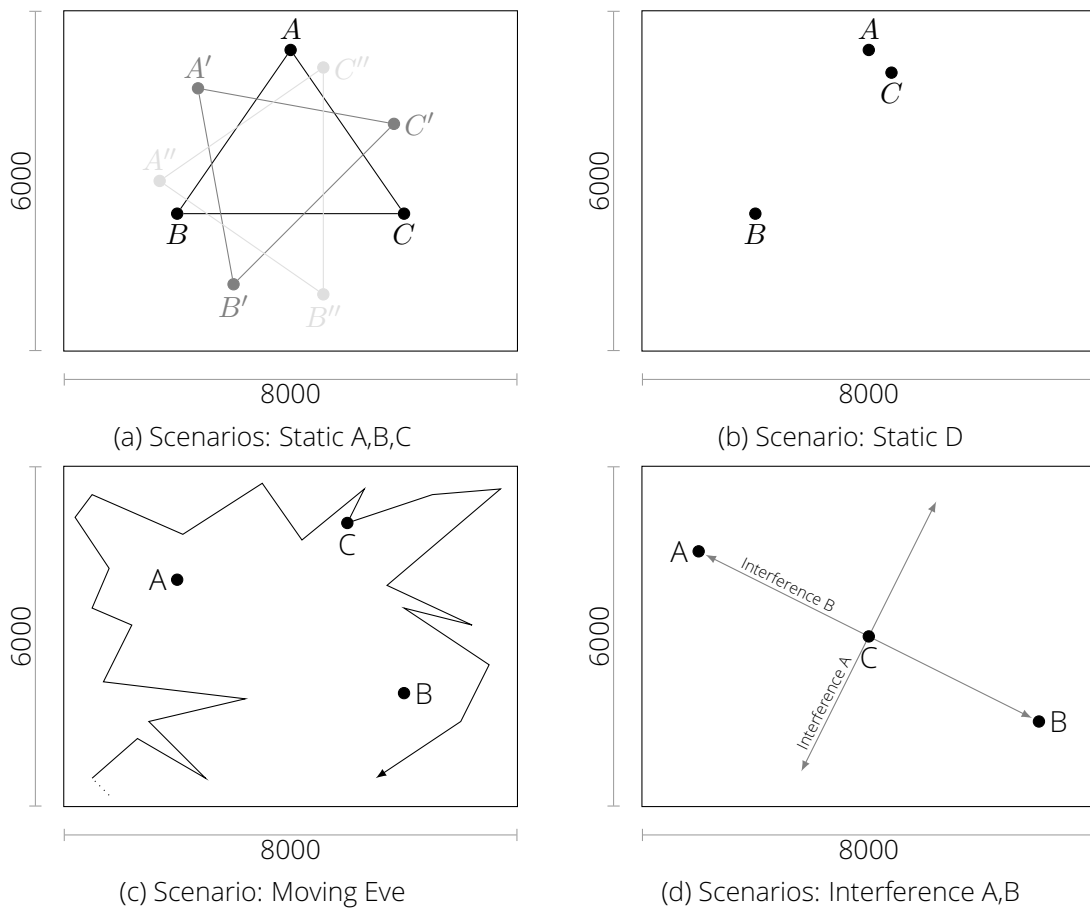 A
A′
C″
C′
A″
B
C
B′
B″
6000
8000
(a) Scenarios: Static A,B,C
A
C
B
6000
8000
(b) Scenario: Static D
C
A
B
6000
8000
(c) Scenario: Moving Eve
A
Interference B
C
Interference A
B
6000
8000
(d) Scenarios: Interference A,B